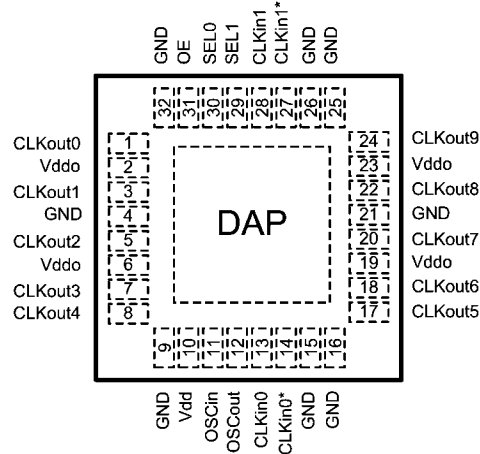 GND OE SEL0 SEL1 CLKin1 CLKin1* GND GND
32 31 30 29 28 27 26 25
CLKout0 1 24 CLKout9
Vddo 2 23 Vddo
CLKout1 3 22 CLKout8
GND 4 21 GND
CLKout2 5 20 CLKout7
Vddo 6 19 Vddo
CLKout3 7 18 CLKout6
CLKout4 8 17 CLKout5
DAP
9 10 11 12 13 14 15 16
GND Vdd OSCin OSCout CLKin0 CLKin0* GND GND